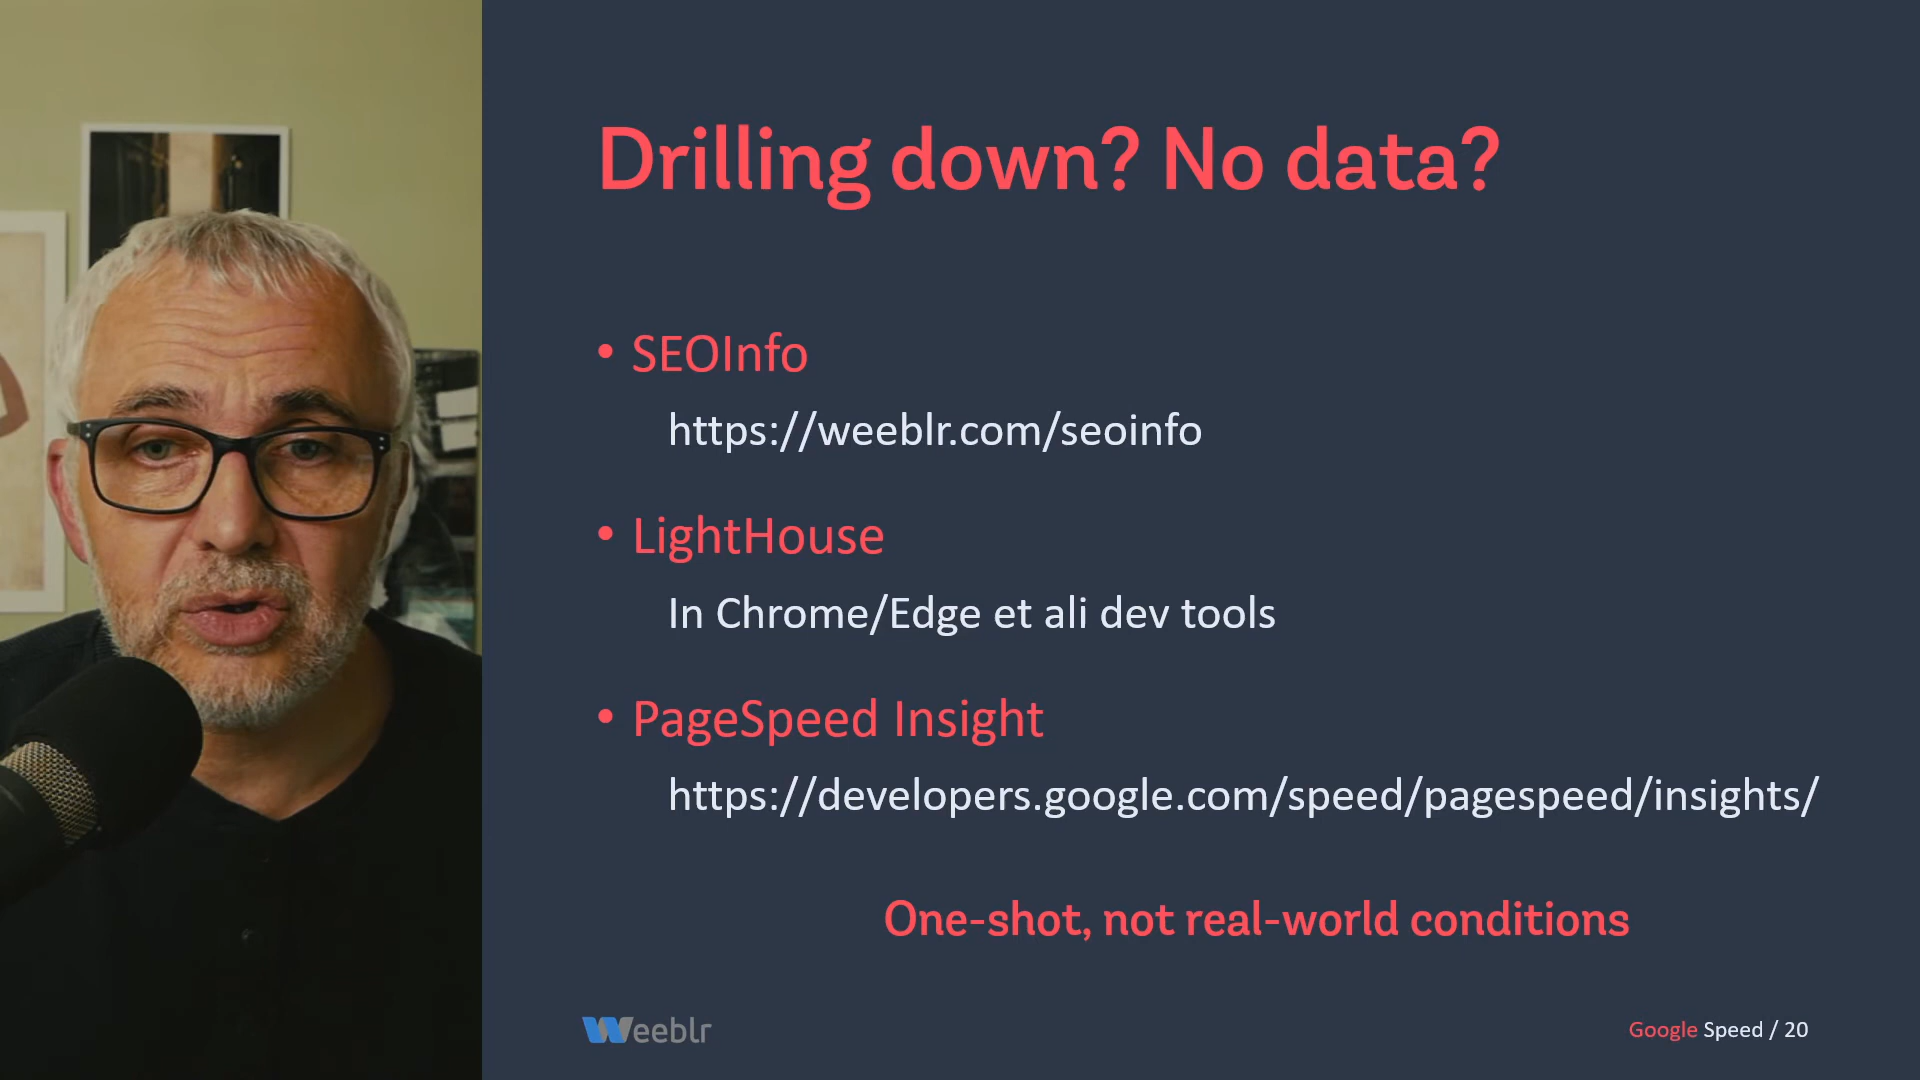 Drilling down? No data?
• SEOInfo
https://weeblr.com/seoinfo
• LightHouse
In Chrome/Edge et ali dev tools
• PageSpeed Insight
https://developers.google.com/speed/pagespeed/insights/
One-shot, not real-world conditions
Weeblr
Google Speed / 20